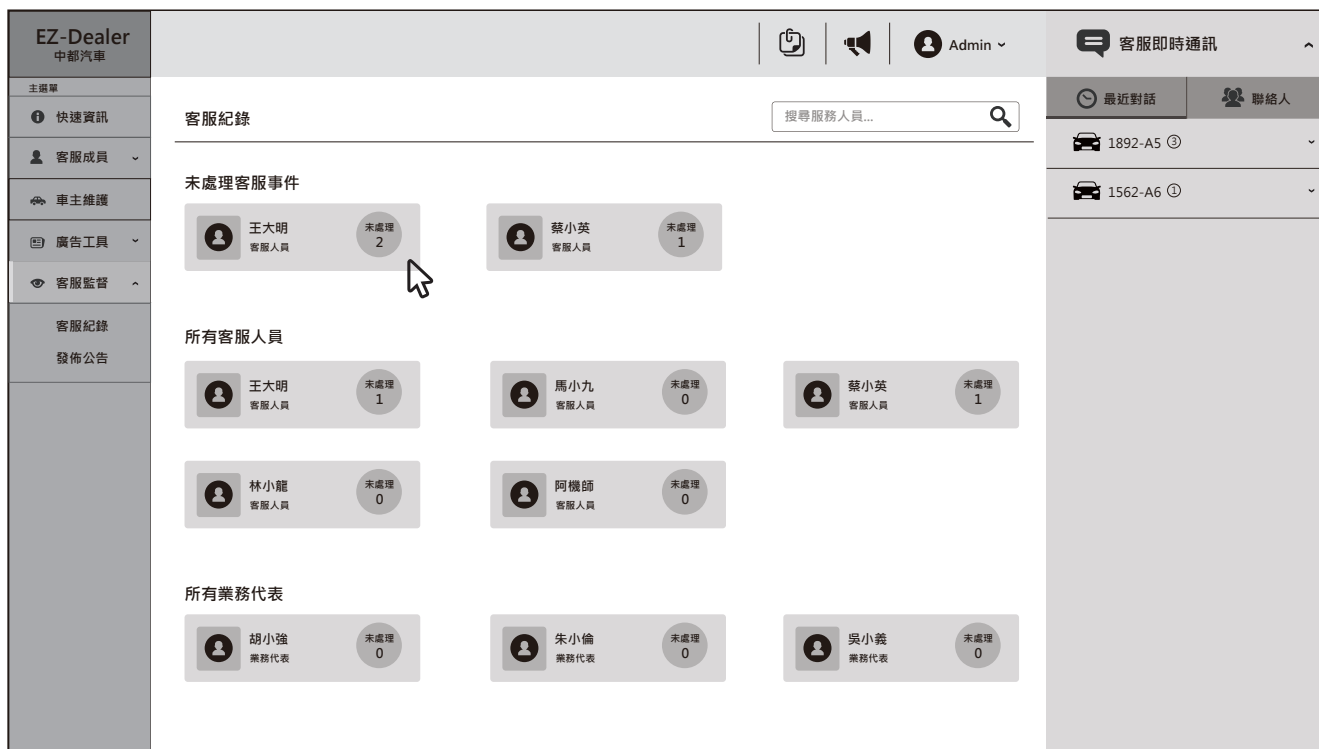 EZ-Dealer
中都汽車
Admin
客服即時通訊
主選單
快速資訊
客服成員
車主維護
廣告工具
客服監督
客服紀錄
發佈公告
客服紀錄
搜尋服務人員...
未處理客服事件
王大明
客服人員
未處理
2
蔡小英
客服人員
未處理
1
所有客服人員
王大明
客服人員
未處理
1
馬小九
客服人員
未處理
0
蔡小英
客服人員
未處理
1
林小龍
客服人員
未處理
0
阿機師
客服人員
未處理
0
所有業務代表
胡小強
業務代表
未處理
0
朱小倫
業務代表
未處理
0
吳小義
業務代表
未處理
0
最近對話
聯絡人
1892-A5 ③
1562-A6 ①